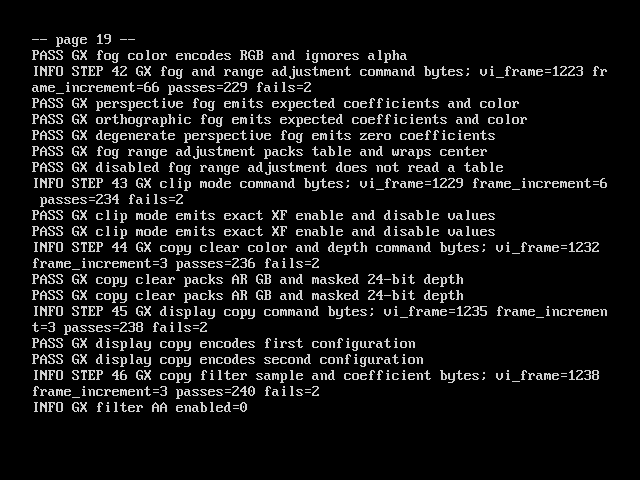 -- page 19 --
PASS GX fog color encodes RGB and ignores alpha
INFO STEP 42 GX fog and range adjustment command bytes; vi_frame=1223 fr
ame_increment=66 passes=229 fails=2
PASS GX perspective fog emits expected coefficients and color
PASS GX orthographic fog emits expected coefficients and color
PASS GX degenerate perspective fog emits zero coefficients
PASS GX fog range adjustment packs table and wraps center
PASS GX disabled fog range adjustment does not read a table
INFO STEP 43 GX clip mode command bytes; vi_frame=1229 frame_increment=6
 passes=234 fails=2
PASS GX clip mode emits exact XF enable and disable values
PASS GX clip mode emits exact XF enable and disable values
INFO STEP 44 GX copy clear color and depth command bytes; vi_frame=1232
frame_increment=3 passes=236 fails=2
PASS GX copy clear packs AR GB and masked 24-bit depth
PASS GX copy clear packs AR GB and masked 24-bit depth
INFO STEP 45 GX display copy command bytes; vi_frame=1235 frame_incremen
t=3 passes=238 fails=2
PASS GX display copy encodes first configuration
PASS GX display copy encodes second configuration
INFO STEP 46 GX copy filter sample and coefficient bytes; vi_frame=1238
frame_increment=3 passes=240 fails=2
INFO GX filter AA enabled=0